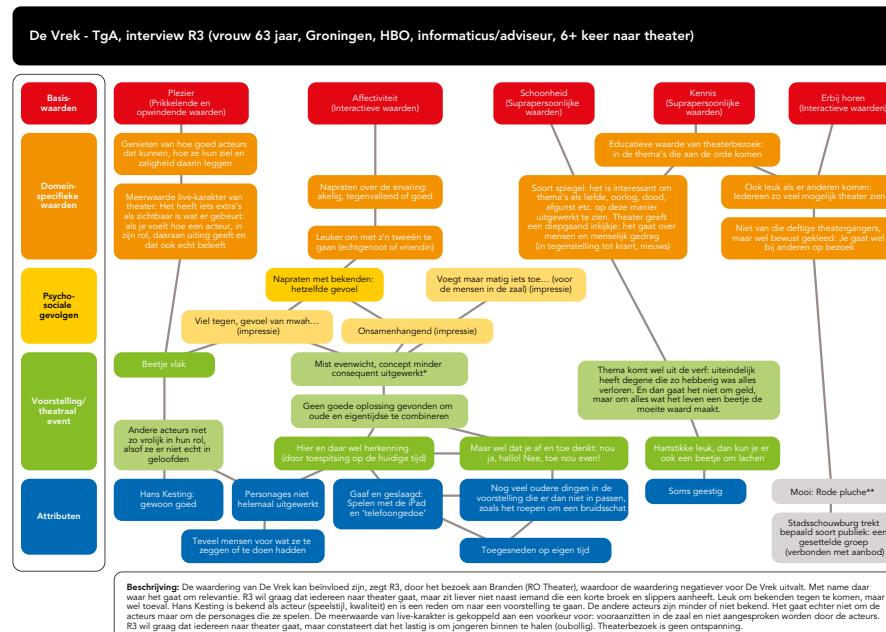 De Vrek - TgA, interview R3 (vrouw 63 jaar, Groningen, HBO, informaticus/adviseur, 6+ keer naar theater)
Basis-
waarden
Plezier
(Prikkelende en
opwindende waarden)
Affectiviteit
(Interactieve waarden)
Schoonheid
(Suprapersoonlijke
waarden)
Kennis
(Suprapersoonlijke
waarden)
Erbij horen
(Interactieve waarden)
Domein-
specifieke
waarden
Genieten van hoe goed acteurs
dat kunnen, hoe ze hun ziel en
zaligheid daarin leggen
Educatieve waarde van theaterbezoek:
in de thema's die aan de orde komen
Meerwaarde live-karakter van
theater: Het heeft iets extra's
als zichtbaar is wat er gebeurt:
als je voelt hoe een acteur, in
zijn rol, daaraan uiting geeft en
dat ook echt beleeft
Napraten over de ervaring:
akelig, tegenvallend of goed
Leuker om met z'n tweeën te
gaan (echtgenoot of vriendin)
Soort spiegel: het is interessant om
thema's als liefde, oorlog, dood,
afgunst etc. op deze manier
uitgewerkt te zien. Theater geeft
een diepgaand inkijkje: het gaat over
mensen en menselijk gedrag
(in tegenstelling tot krant, nieuws)
Ook leuk als er anderen komen:
Iedereen zo veel mogelijk theater zien
Niet van die deftige theatergangers,
maar wel bewust gekleed: Je gaat wel
bij anderen op bezoek
Psycho-
sociale
gevolgen
Napraten met bekenden:
hetzelfde gevoel
Voegt maar matig iets toe... (voor
de mensen in de zaal) (impressie)
Viel tegen, gevoel van mwah...
(impressie)
Onsamenhangend (impressie)
Voorstelling/
theatraal
event
Beetje vlak
Mist evenwicht, concept minder
consequent uitgewerkt*
Thema komt wel uit de verf: uiteindelijk
heeft degene die zo hebberig was alles
verloren. En dan gaat het niet om geld,
maar om alles wat het leven een beetje de
moeite waard maakt.
Geen goede oplossing gevonden om
oude en eigentijdse te combineren
Andere acteurs niet
zo vrolijk in hun rol,
alsof ze er niet echt in
geloofden
Hier en daar wel herkenning
(door toespitsing op de huidige tijd)
Maar wel dat je af en toe denkt: nou
ja, hallo! Nee, toe nou even!
Hartstikke leuk, dan kun je er
ook een beetje om lachen
Attributen
Hans Kesting:
gewoon goed
Personages niet
helemaal uitgewerkt
Gaaf en geslaagd:
Spelen met de iPad
en 'telefoongedoe'
Nog veel oudere dingen in de
voorstelling die er dan niet in passen,
zoals het roepen om een bruidsschat
Soms geestig
Mooi: Rode pluche**
Teveel mensen voor wat ze te
zeggen of te doen hadden
Toegesneden op eigen tijd
Stadsschouwburg trekt
bepaald soort publiek: een
gesettelde groep
(verbonden met aanbod)
Beschrijving: De waardering van De Vrek kan beïnvloed zijn, zegt R3, door het bezoek aan Branden (RO Theater), waardoor de waardering negatiever voor De Vrek uitvalt. Met name daar
waar het gaat om relevantie. R3 wil graag dat iedereen naar theater gaat, maar zit liever niet naast iemand die een korte broek en slippers aanheeft. Leuk om bekenden tegen te komen, maar
wel toeval. Hans Kesting is bekend als acteur (speelstijl, kwaliteit) en is een reden om naar een voorstelling te gaan. De andere acteurs zijn minder of niet bekend. Het gaat echter niet om de
acteurs maar om de personages die ze spelen. De meerwaarde van live-karakter is gekoppeld aan een voorkeur voor: vooraanzitten in de zaal en niet aangesproken worden door de acteurs.
R3 wil graag dat iedereen naar theater gaat, maar constateert dat het lastig is om jongeren binnen te halen (oubollig). Theaterbezoek is geen ontspanning.